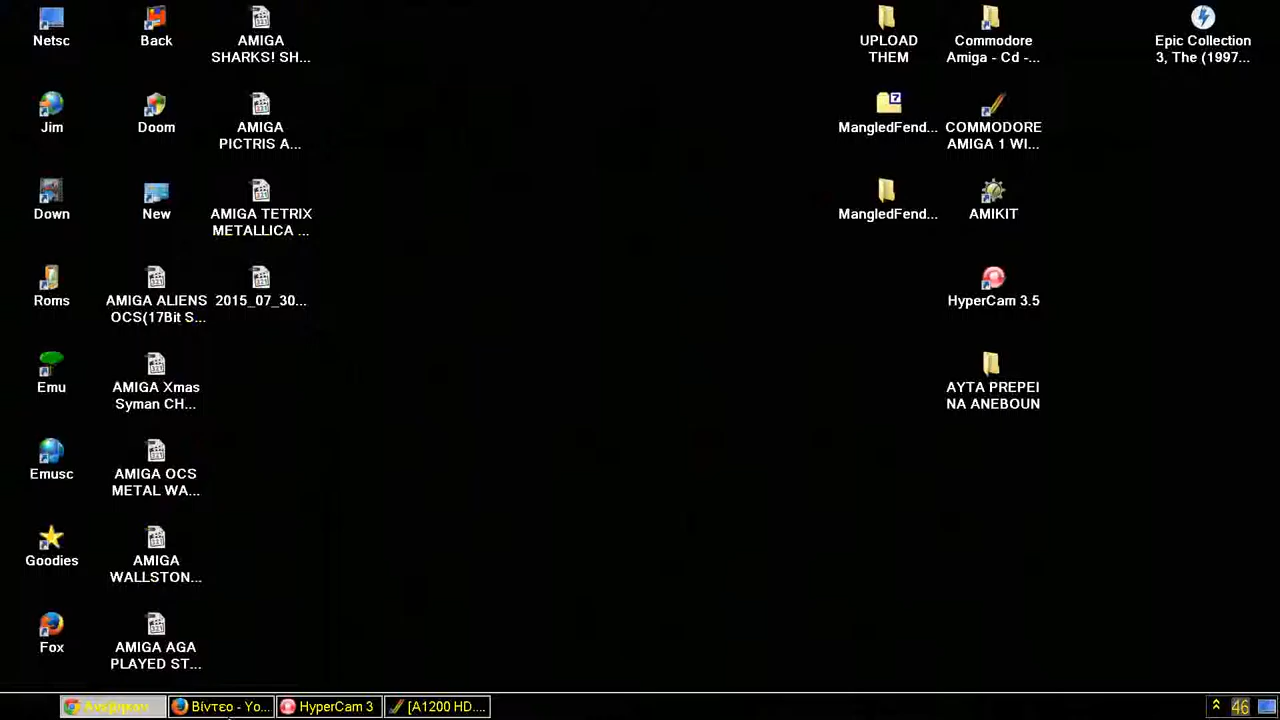 Netsc
Back
AMIGA
SHARKS! SH...
UPLOAD
THEM
Commodore
Amiga - Cd -...
Epic Collection
3, The (1997...
Jim
Doom
AMIGA
PICTRIS A...
MangledFend...
COMMODORE
AMIGA 1 WI...
Down
New
AMIGA TETRIX
METALLICA ...
MangledFend...
AMIKIT
Roms
AMIGA ALIENS
OCS(17Bit S...
2015_07_30...
HyperCam 3.5
Emu
AMIGA Xmas
Syman CH...
AYTA PREPEI
NA ANEBOUN
Emusc
AMIGA OCS
METAL WA...
Goodies
AMIGA
WALLSTON...
Fox
AMIGA AGA
PLAYED ST...
Βίντεο - Yo...
HyperCam 3
[A1200 HD....
46